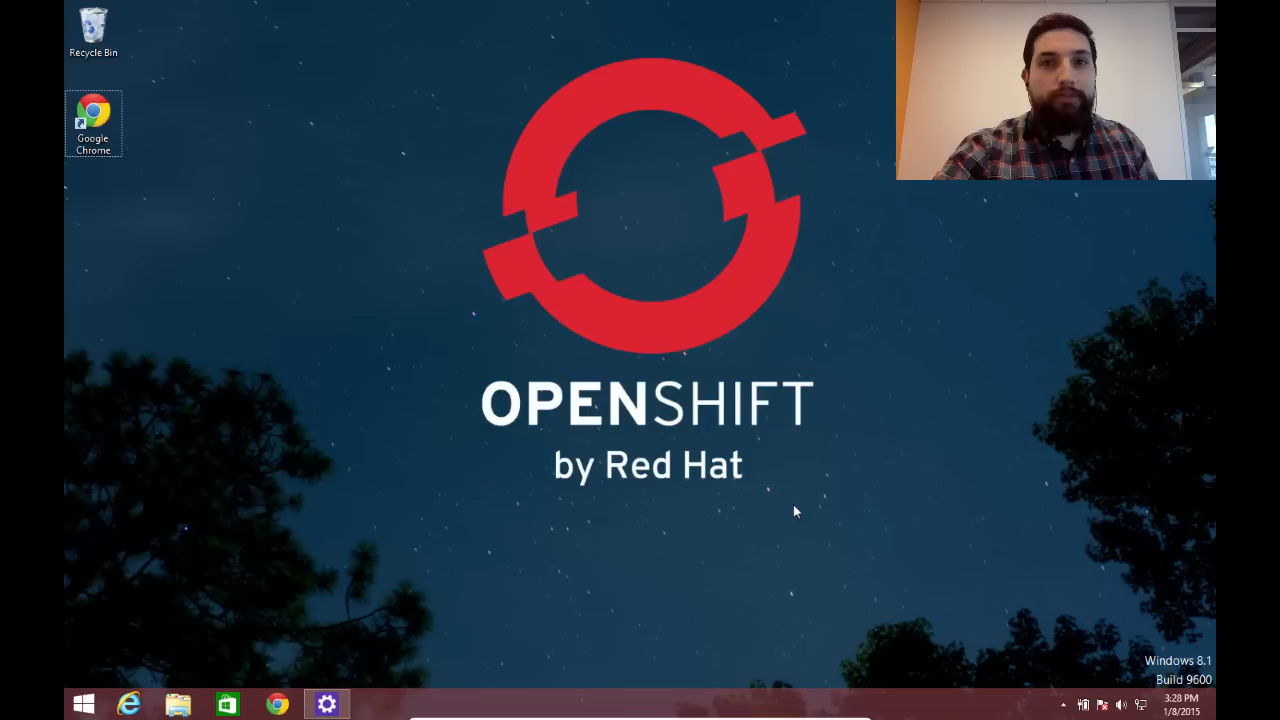 Recycle Bin
Google
Chrome
OPENSHIFT
by Red Hat
Windows 8.1
Build 9600
3:28 PM
1/8/2015